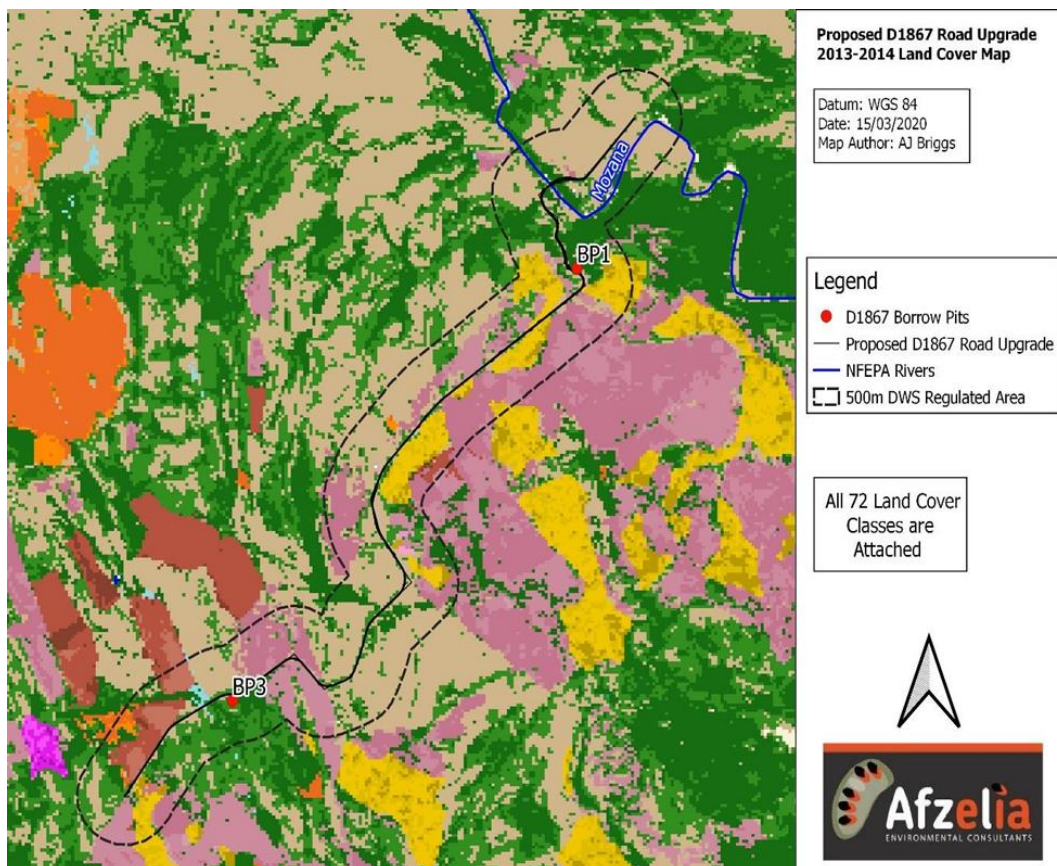 Proposed D1867 Road Upgrade
2013-2014 Land Cover Map
Datum: WGS 84
Date: 15/03/2020
Map Author: AJ Briggs
Mozana
BP1
BP3
Legend
D1867 Borrow Pits
Proposed D1867 Road Upgrade
NFEPA Rivers
500m DWS Regulated Area
All 72 Land Cover
Classes are
Attached
Afzelia
ENVIRONMENTAL CONSULTANTS